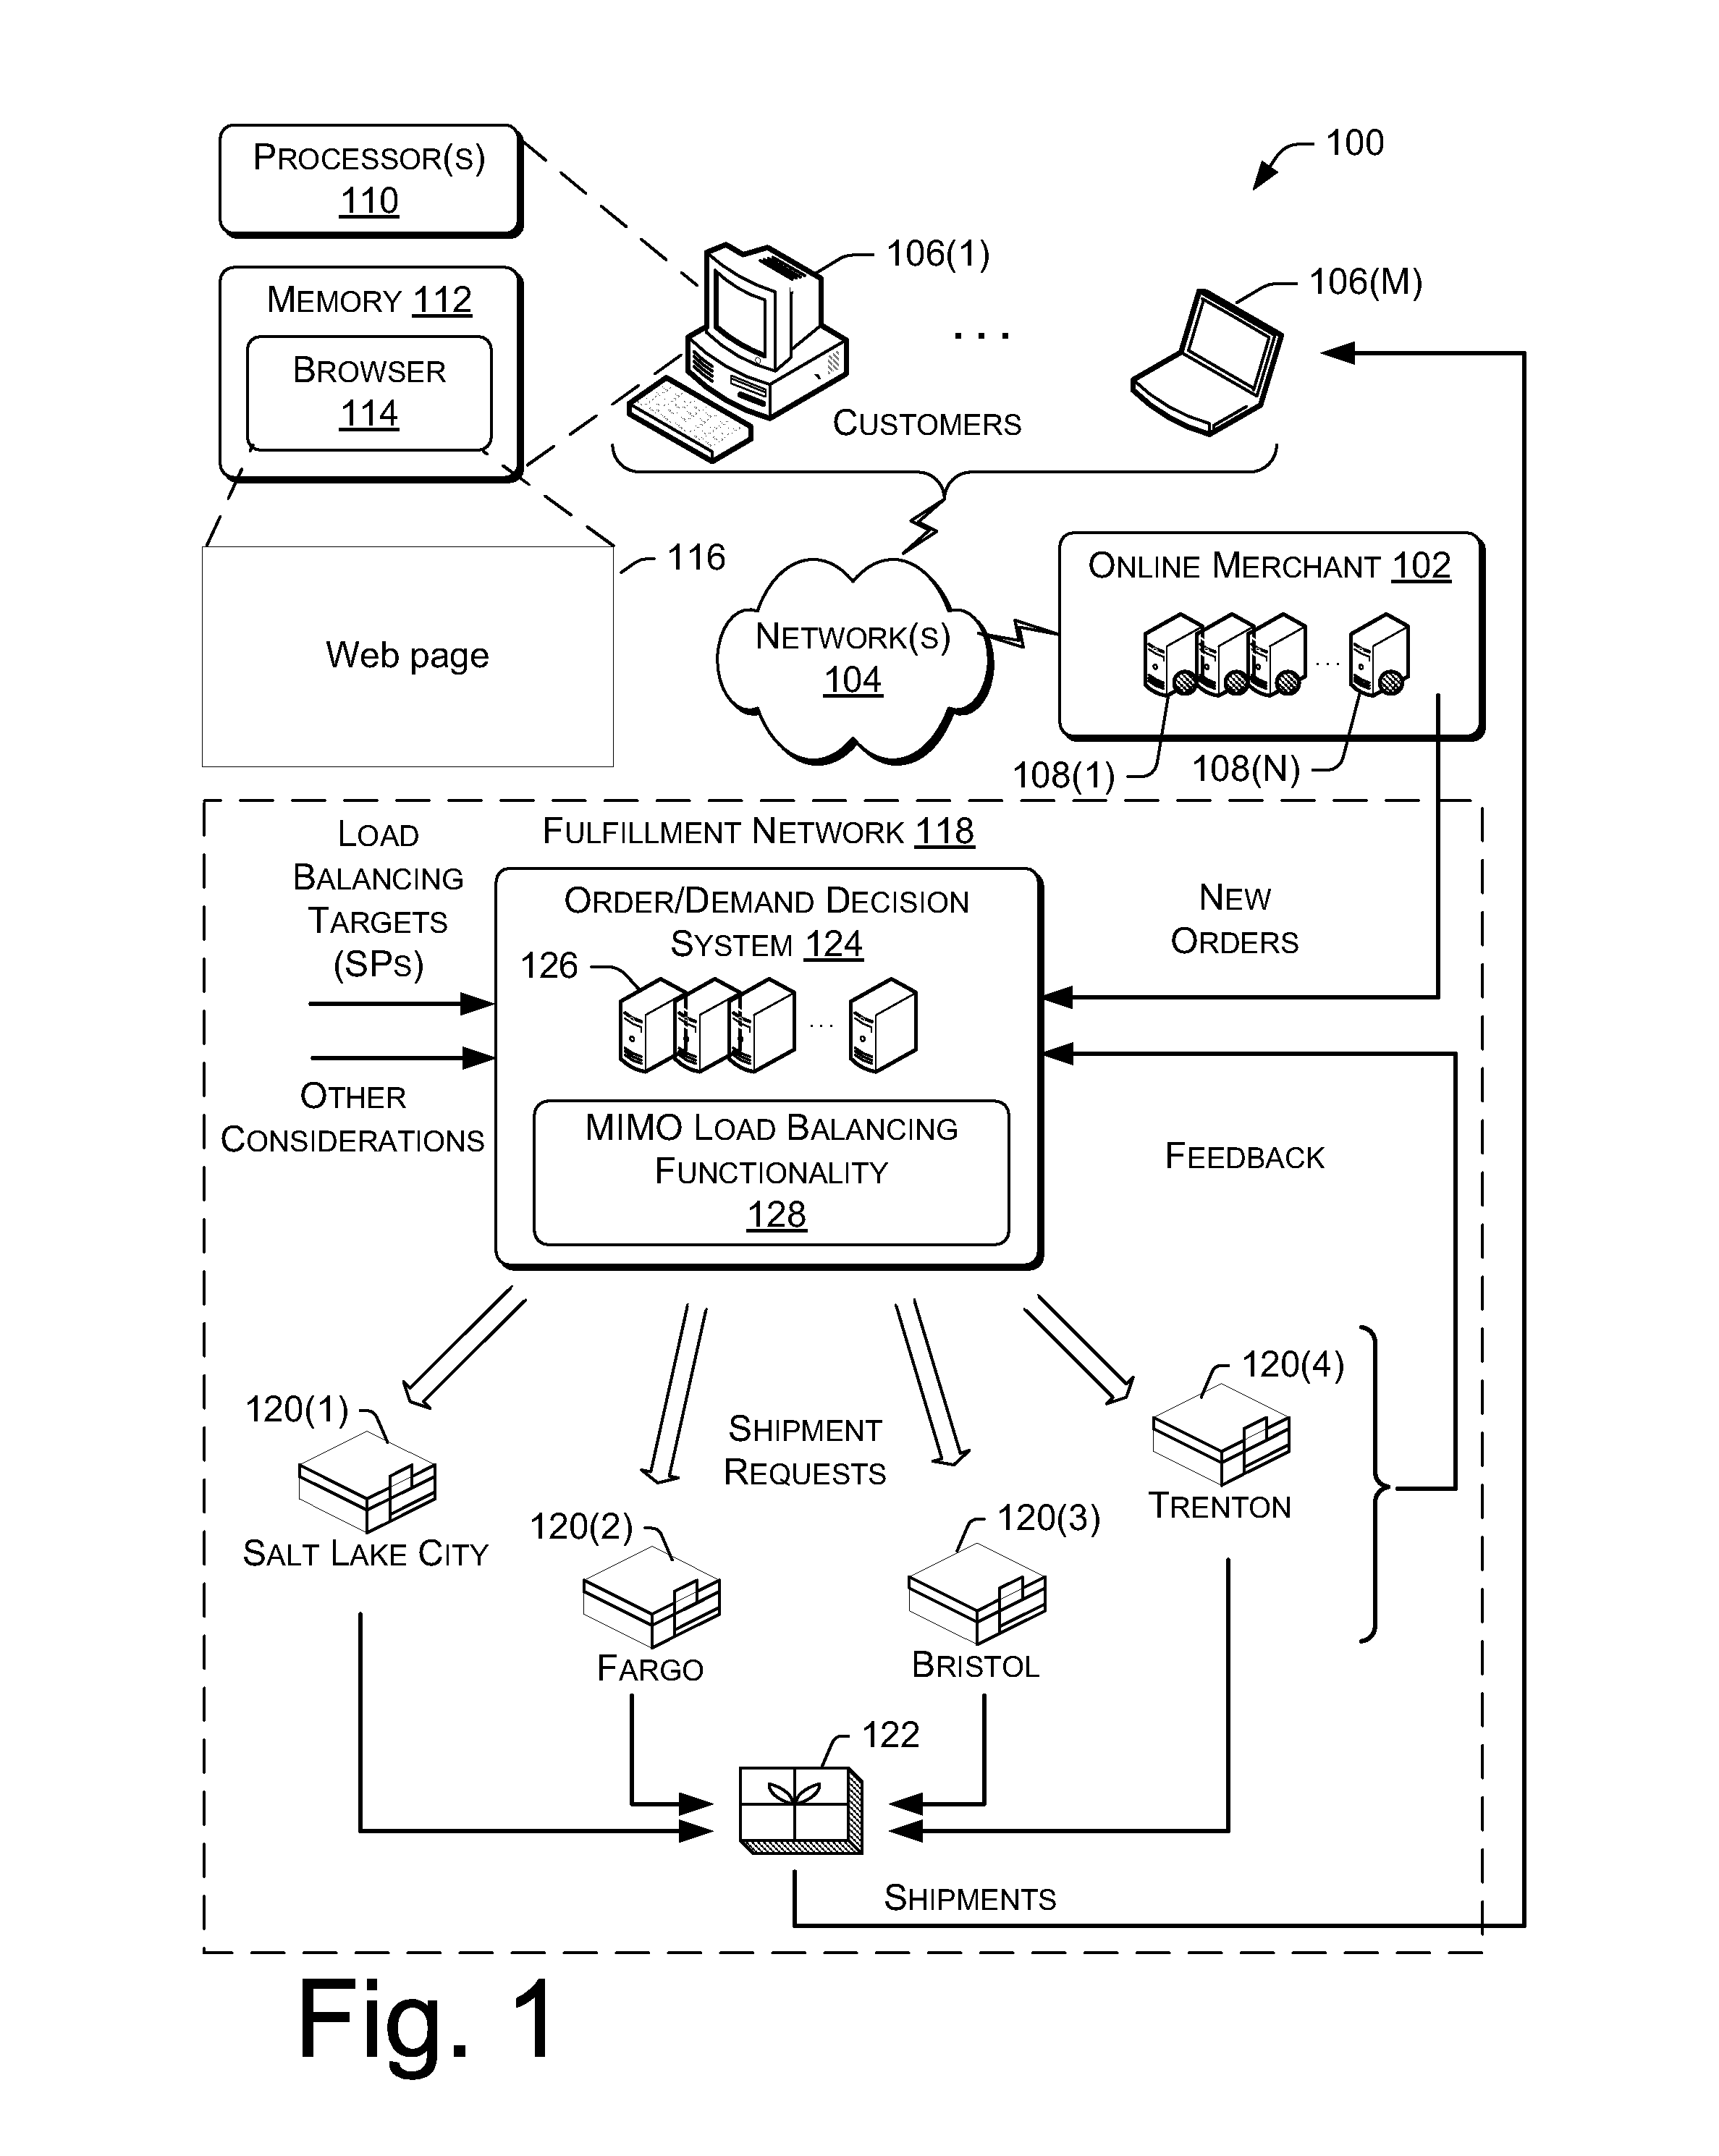 100
PROCESSOR(S)
110
106(1)
106(M)
MEMORY 112
BROWSER
114
...
CUSTOMERS
116
Web page
NETWORK(S)
104
ONLINE MERCHANT 102
...
108(1)
108(N)
FULFILLMENT NETWORK 118
LOAD
BALANCING
TARGETS
(SPS)
OTHER
CONSIDERATIONS
ORDER/DEMAND DECISION
SYSTEM 124
126
...
MIMO LOAD BALANCING
FUNCTIONALITY
128
NEW
ORDERS
FEEDBACK
120(1)
SALT LAKE CITY
SHIPMENT
REQUESTS
120(4)
TRENTON
120(2)
FARGO
120(3)
BRISTOL
122
SHIPMENTS
Fig. 1